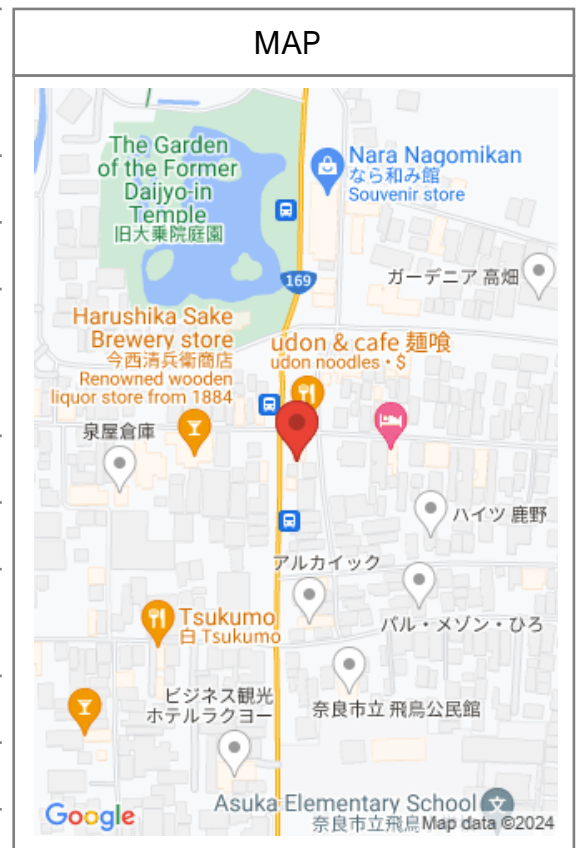 MAP
The Garden
of the Former
Daijyo-in
Temple
旧大乗院庭園
Nara Nagomikan
なら和み館
Souvenir store
169
ガーデニア 高畑
Harushika Sake
Brewery store
今西清兵衛商店
Renowned wooden
liquor store from 1884
udon & cafe 麺喰
udon noodles • $
泉屋倉庫
ハイツ 鹿野
アルカイック
パル・メゾン・ひろ
Tsukumo
白 Tsukumo
ビジネス観光
ホテルラクヨー
奈良市立 飛鳥公民館
Asuka Elementary School
奈良市立飛鳥
Google
Map data ©2024